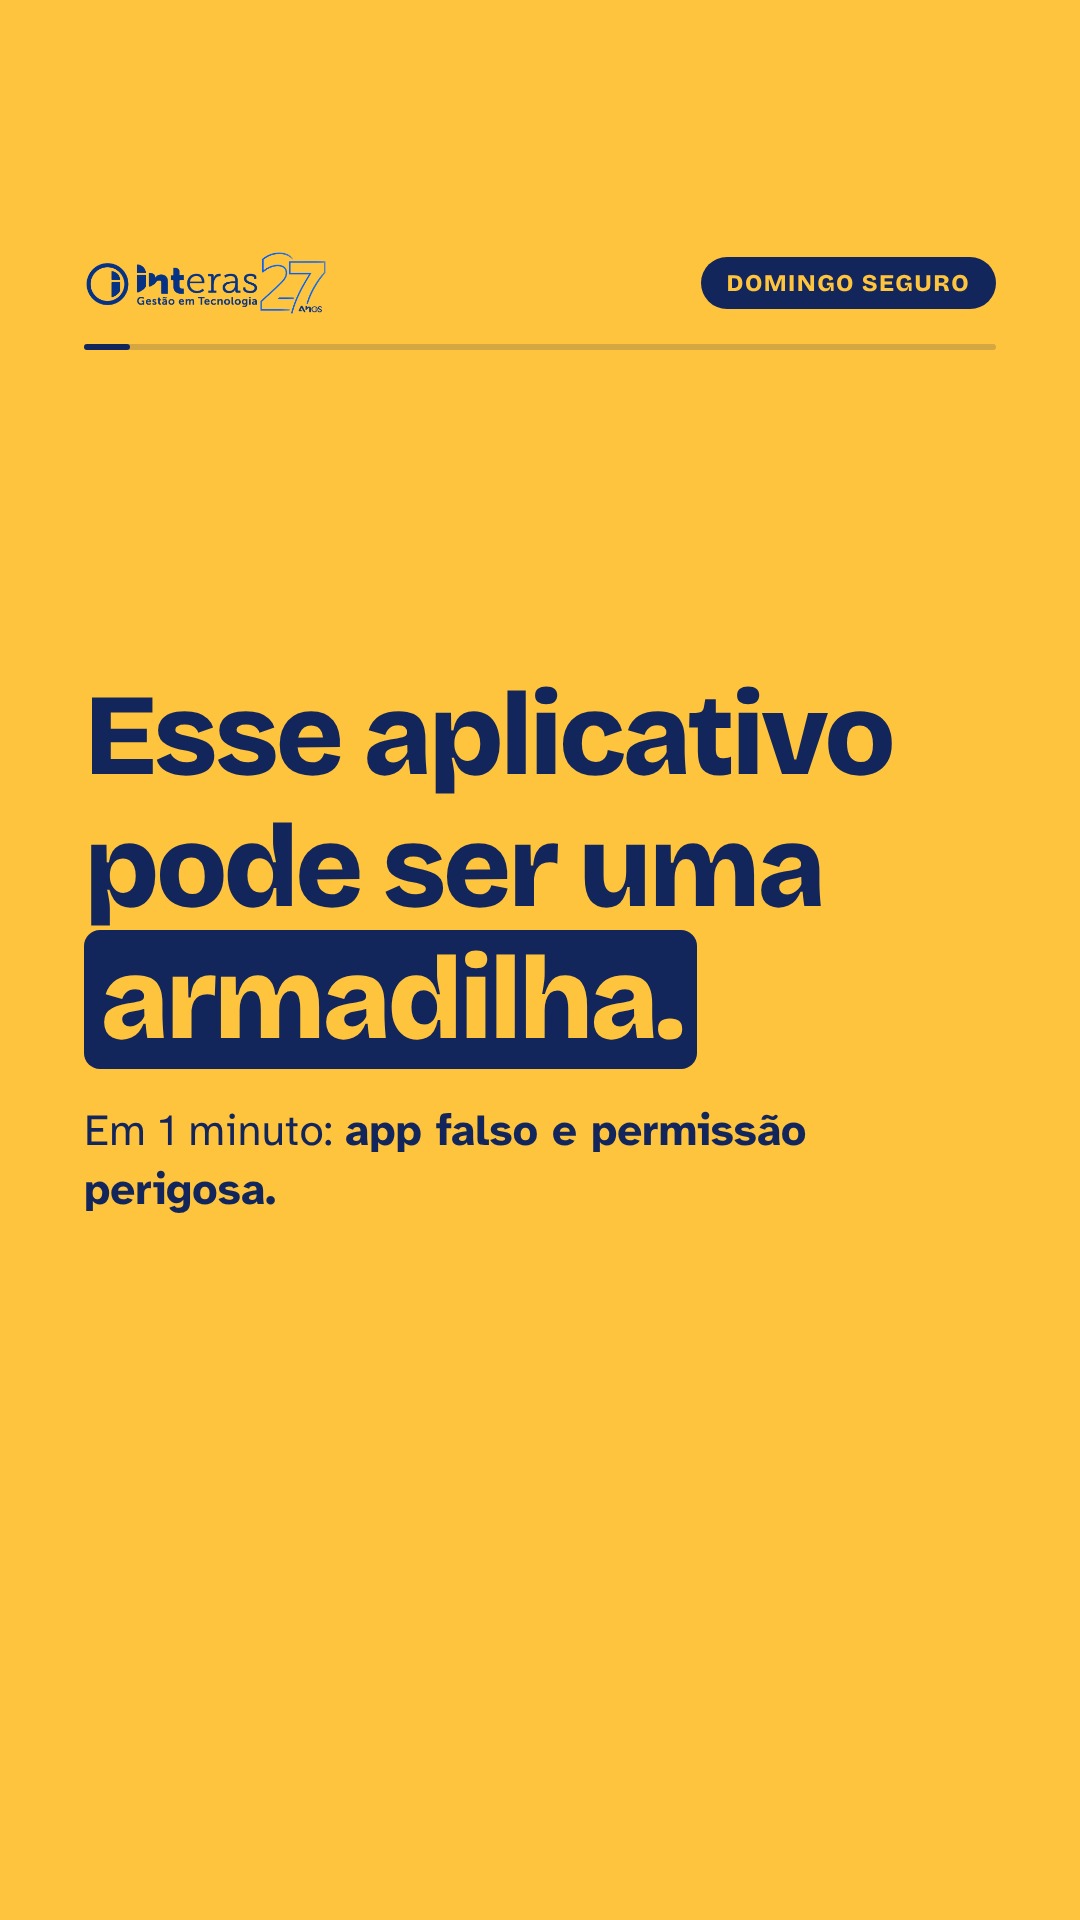 interas 27
Gestão em Tecnologia
ANOS
DOMINGO SEGURO
Esse aplicativo
pode ser uma
armadilha.
Em 1 minuto: app falso e permissão
perigosa.